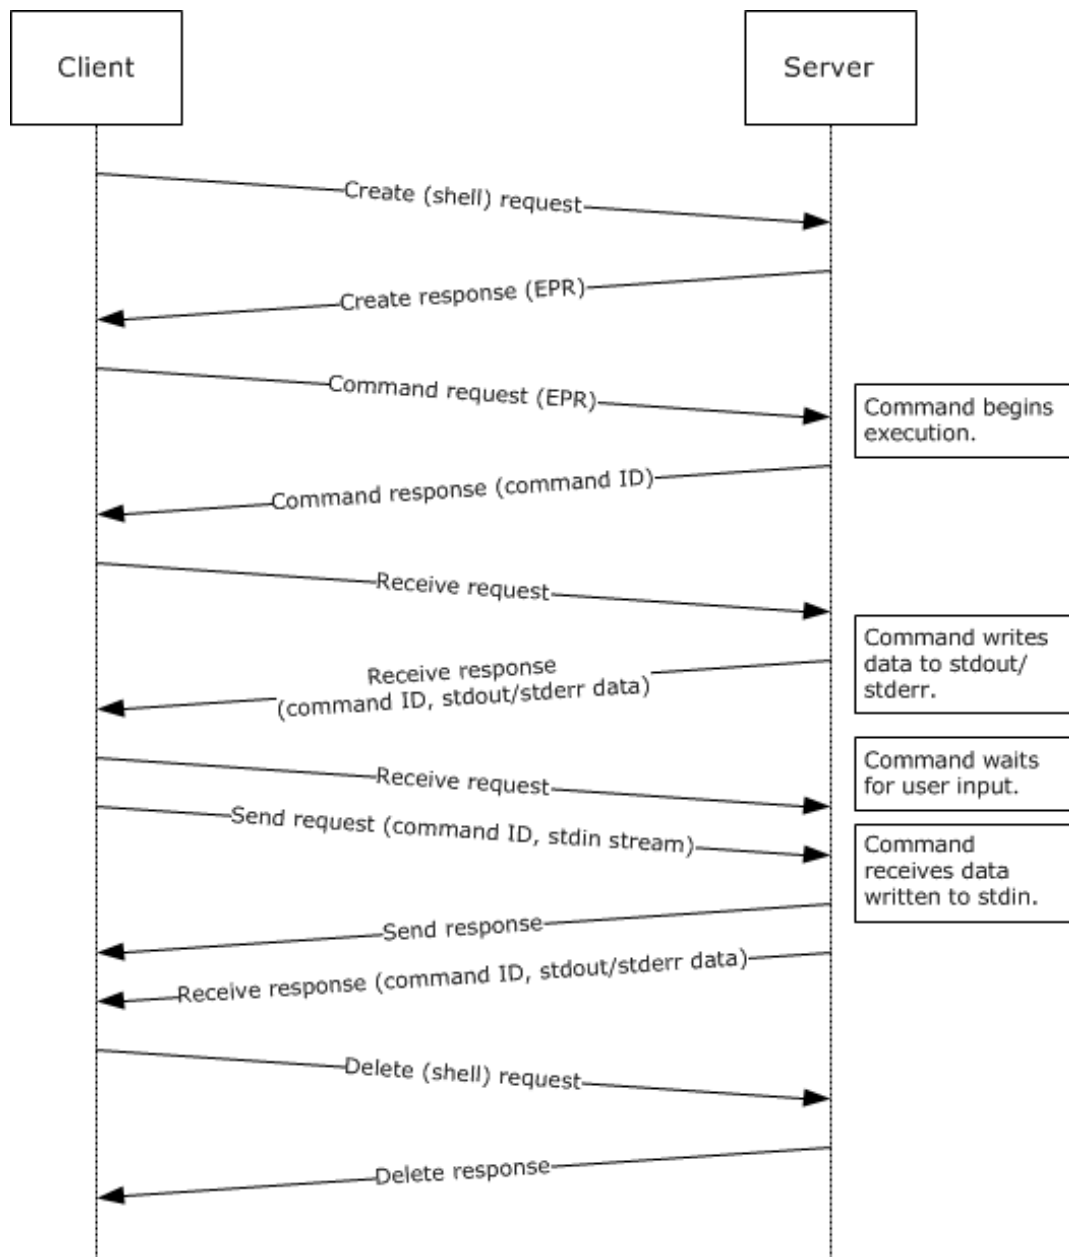 Client
Server
Create (shell) request
Create response (EPR)
Command request (EPR)
Command begins
execution.
Command response (command ID)
Receive request
Command writes
data to stdout/
stderr.
Receive response
(command ID, stdout/stderr data)
Command waits
for user input.
Receive request
Send request (command ID, stdin stream)
Command
receives data
written to stdin.
Send response
Receive response (command ID, stdout/stderr data)
Delete (shell) request
Delete response